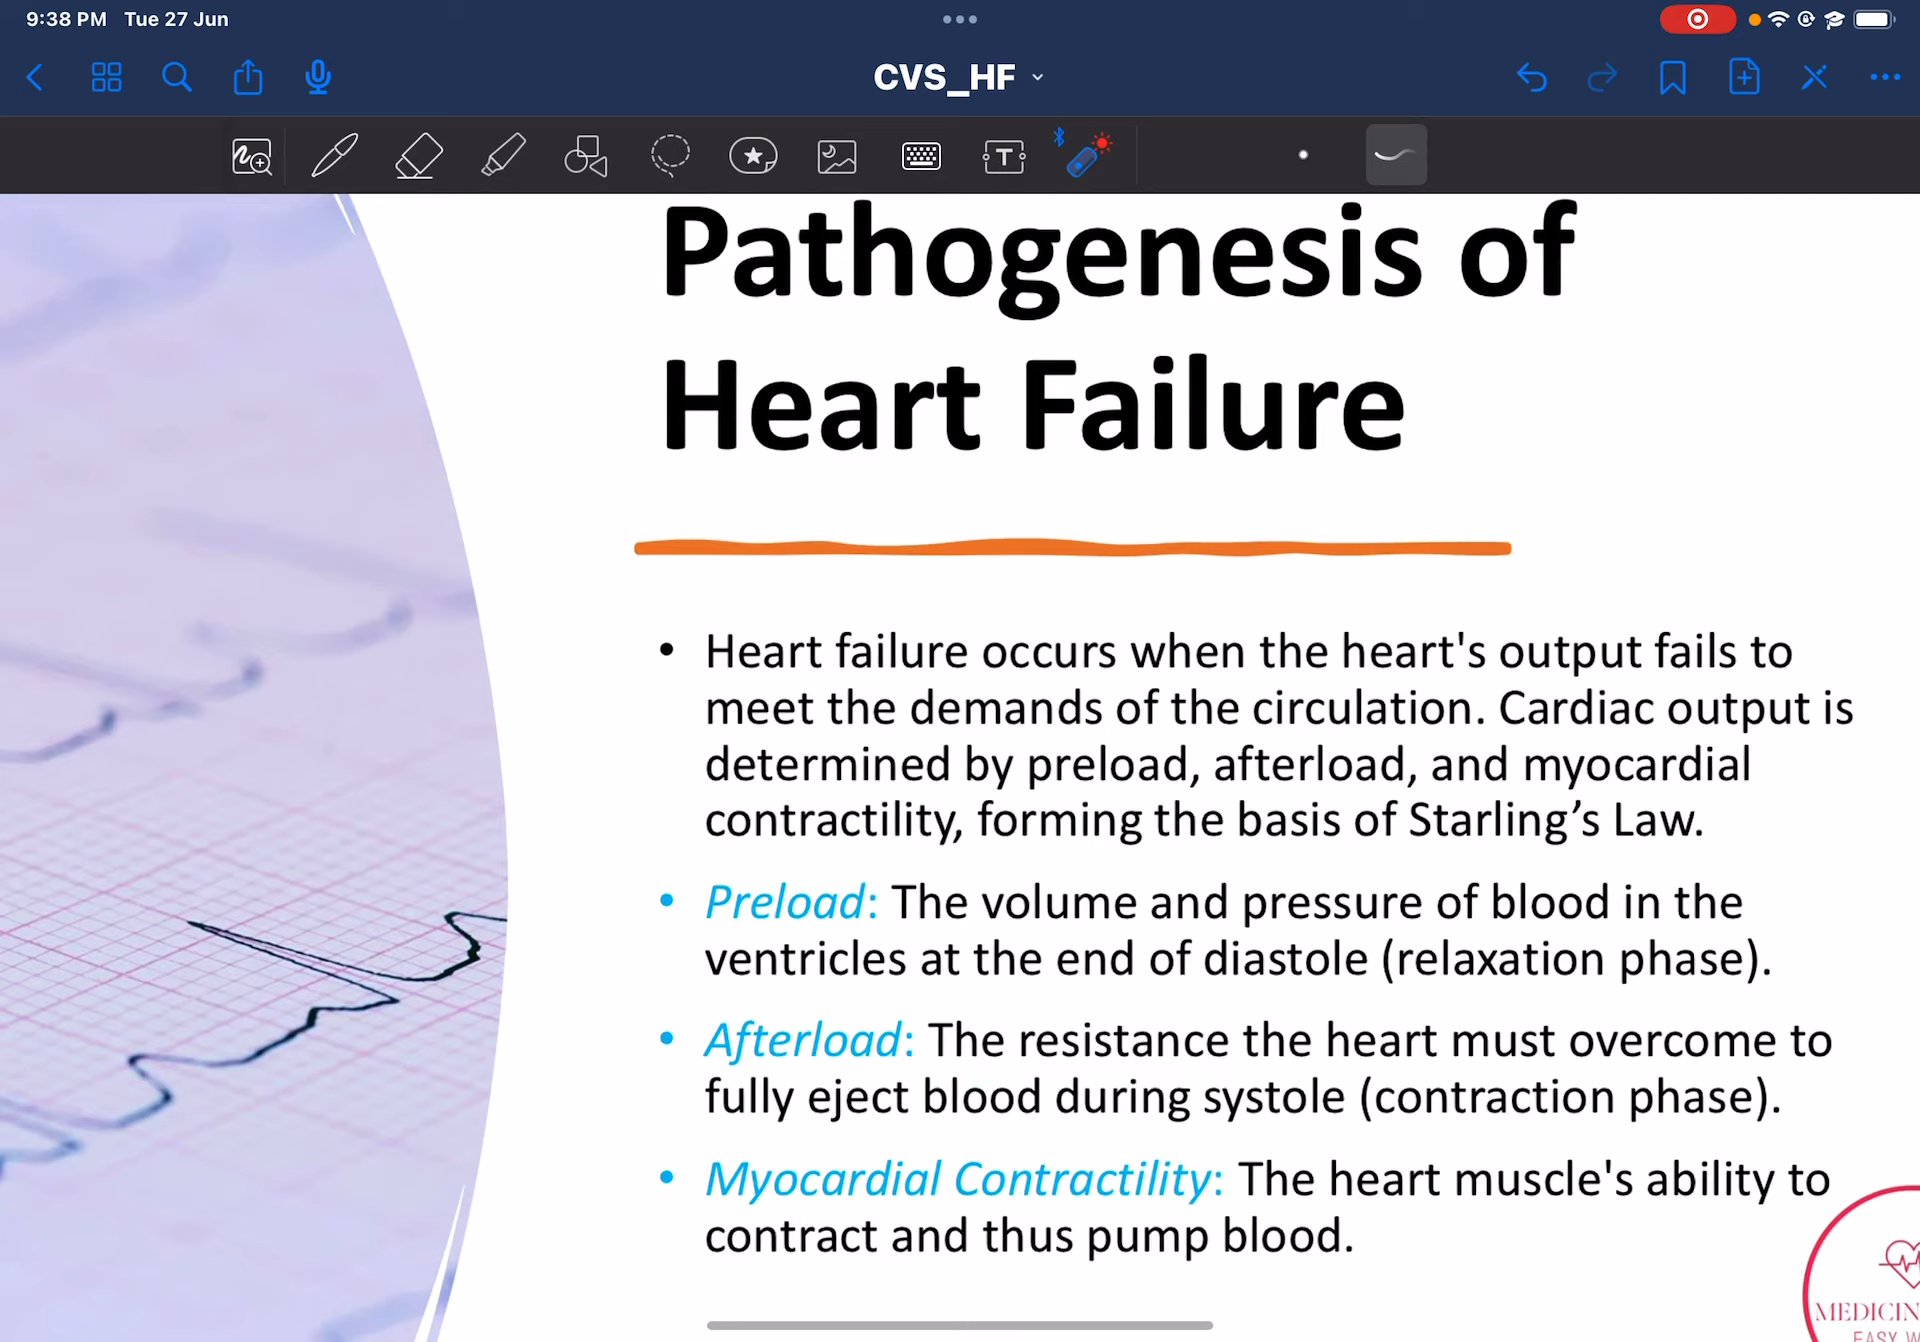 9:38 PM Tue 27 Jun
CVS_HF
T
Pathogenesis of
Heart Failure
• Heart failure occurs when the heart's output fails to
meet the demands of the circulation. Cardiac output is
determined by preload, afterload, and myocardial
contractility, forming the basis of Starling’s Law.
• Preload: The volume and pressure of blood in the
ventricles at the end of diastole (relaxation phase).
• Afterload: The resistance the heart must overcome to
fully eject blood during systole (contraction phase).
• Myocardial Contractility: The heart muscle's ability to
contract and thus pump blood.
MEDICIN
EASY W